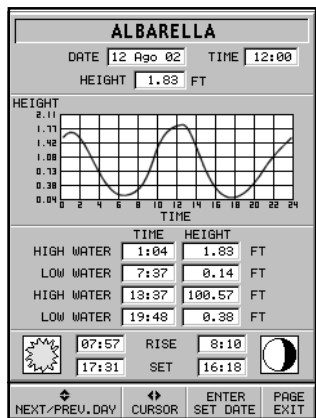 ALBARELLA
DATE 12 Ago 02 TIME 12:00
HEIGHT 1.83 FT
HEIGHT
2.11
1.77
1.42
1.08
0.73
0.38
0.04
0 2 4 6 8 10 12 14 16 18 20 22 24
TIME
TIME HEIGHT
HIGH WATER 1:04 1.83 FT
LOW WATER 7:37 0.14 FT
HIGH WATER 13:37 100.57 FT
LOW WATER 19:48 0.38 FT
07:57 RISE 8:10
17:31 SET 16:18
NEXT/PREV.DAY CURSOR ENTER SET DATE PAGE EXIT